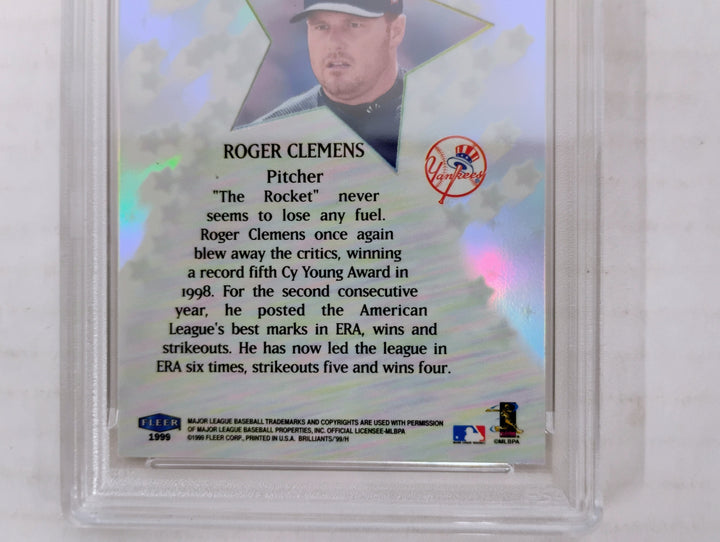 ROGER CLEMENS
Yankees
Pitcher
"The Rocket" never
seems to lose any fuel.
Roger Clemens once again
blew away the critics, winning
a record fifth Cy Young Award in
1998. For the second consecutive
year, he posted the American
League's best marks in ERA, wins and
strikeouts. He has now led the league in
ERA six times, strikeouts five and wins four.
FLEER
1999
MAJOR LEAGUE BASEBALL TRADEMARKS AND COPYRIGHTS ARE USED WITH PERMISSION
OF MAJOR LEAGUE BASEBALL PROPERTIES, INC. OFFICIAL LICENSEE-MLBPA
©1999 FLEER CORP., PRINTED IN U.S.A. BRILLIANTS/'99/H
©MLBPA